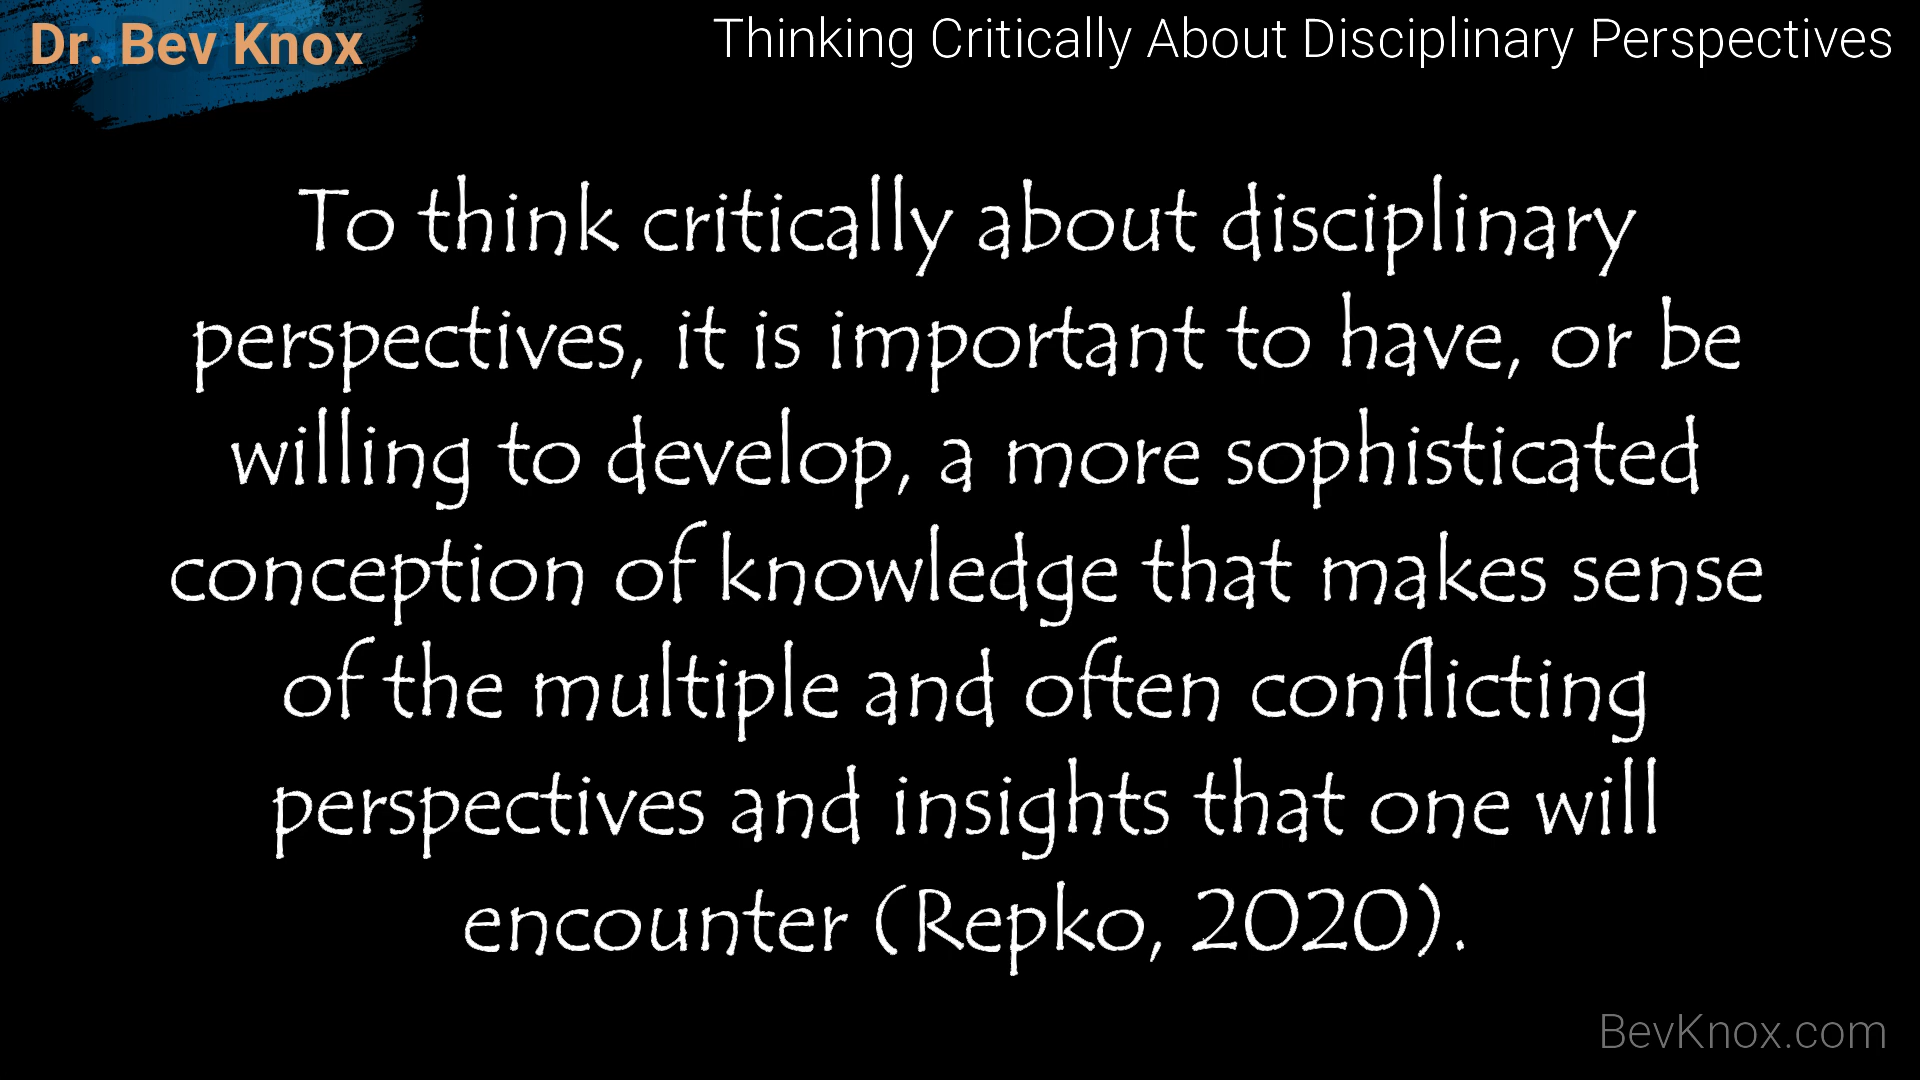 Dr. Bev Knox
Thinking Critically About Disciplinary Perspectives
To think critically about disciplinary
perspectives, it is important to have, or be
willing to develop, a more sophisticated
conception of knowledge that makes sense
of the multiple and often conflicting
perspectives and insights that one will
encounter (Repko, 2020).
BevKnox.com